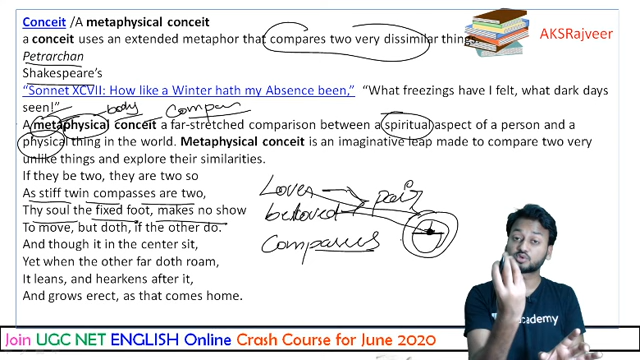 Conceit /A metaphysical conceit
a conceit uses an extended metaphor that compares two very dissimilar things.
Petrarchan
Shakespeare's
"Sonnet XCVII: How like a Winter hath my Absence been," "What freezings have I felt, what dark days
seen!"
body Compas
A metaphysical conceit a far-stretched comparison between a spiritual aspect of a person and a
physical thing in the world. Metaphysical conceit is an imaginative leap made to compare two very
unlike things and explore their similarities.
If they be two, they are two so
As stiff twin compasses are two,
Thy soul the fixed foot, makes no show
To move, but doth, if the other do.
And though it in the center sit,
Yet when the other far doth roam,
It leans, and hearkens after it,
And grows erect, as that comes home.
Lover
pair
beloved
Compasses
AKSRajveer
academy
Join UGC NET ENGLISH Online Crash Course for June 2020